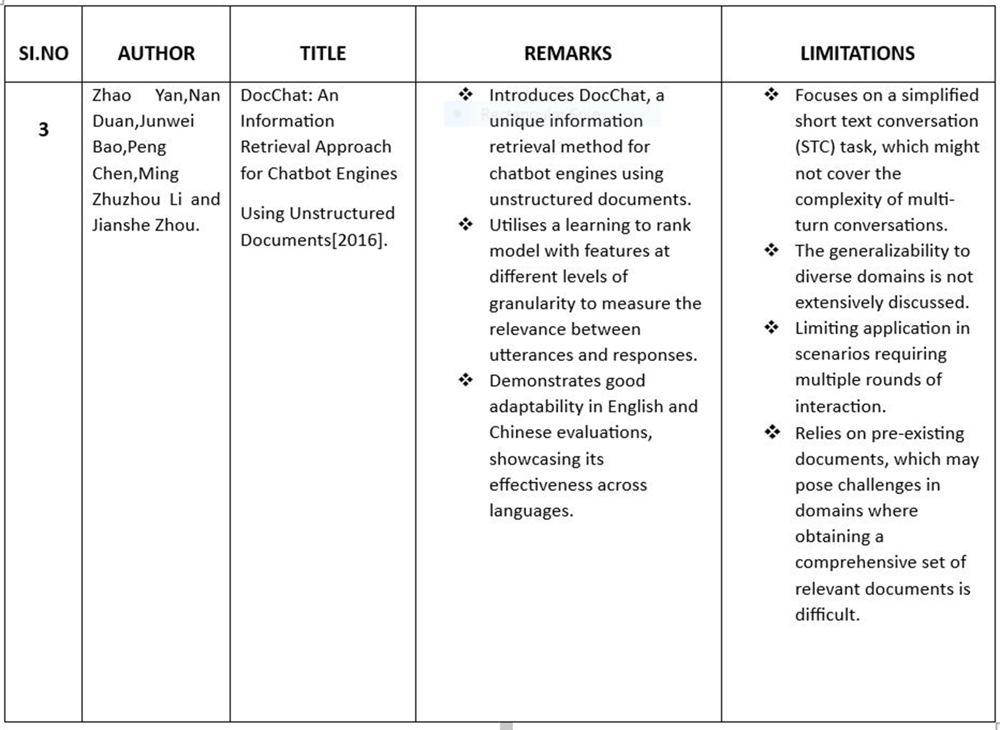 SI.NO
AUTHOR
TITLE
REMARKS
LIMITATIONS
3
Zhao Yan,Nan
Duan,Junwei
Bao,Peng
Chen,Ming
Zhuzhou Li and
Jianshe Zhou.
DocChat: An
Information
Retrieval Approach
for Chatbot Engines
Using Unstructured
Documents[2016].
❖ Introduces DocChat, a
unique information
retrieval method for
chatbot engines using
unstructured documents.
❖ Utilises a learning to rank
model with features at
different levels of
granularity to measure the
relevance between
utterances and responses.
❖ Demonstrates good
adaptability in English and
Chinese evaluations,
showcasing its
effectiveness across
languages.
❖ Focuses on a simplified
short text conversation
(STC) task, which might
not cover the
complexity of multi-
turn conversations.
❖ The generalizability to
diverse domains is not
extensively discussed.
❖ Limiting application in
scenarios requiring
multiple rounds of
interaction.
❖ Relies on pre-existing
documents, which may
pose challenges in
domains where
obtaining a
comprehensive set of
relevant documents is
difficult.
Rectangular Snip